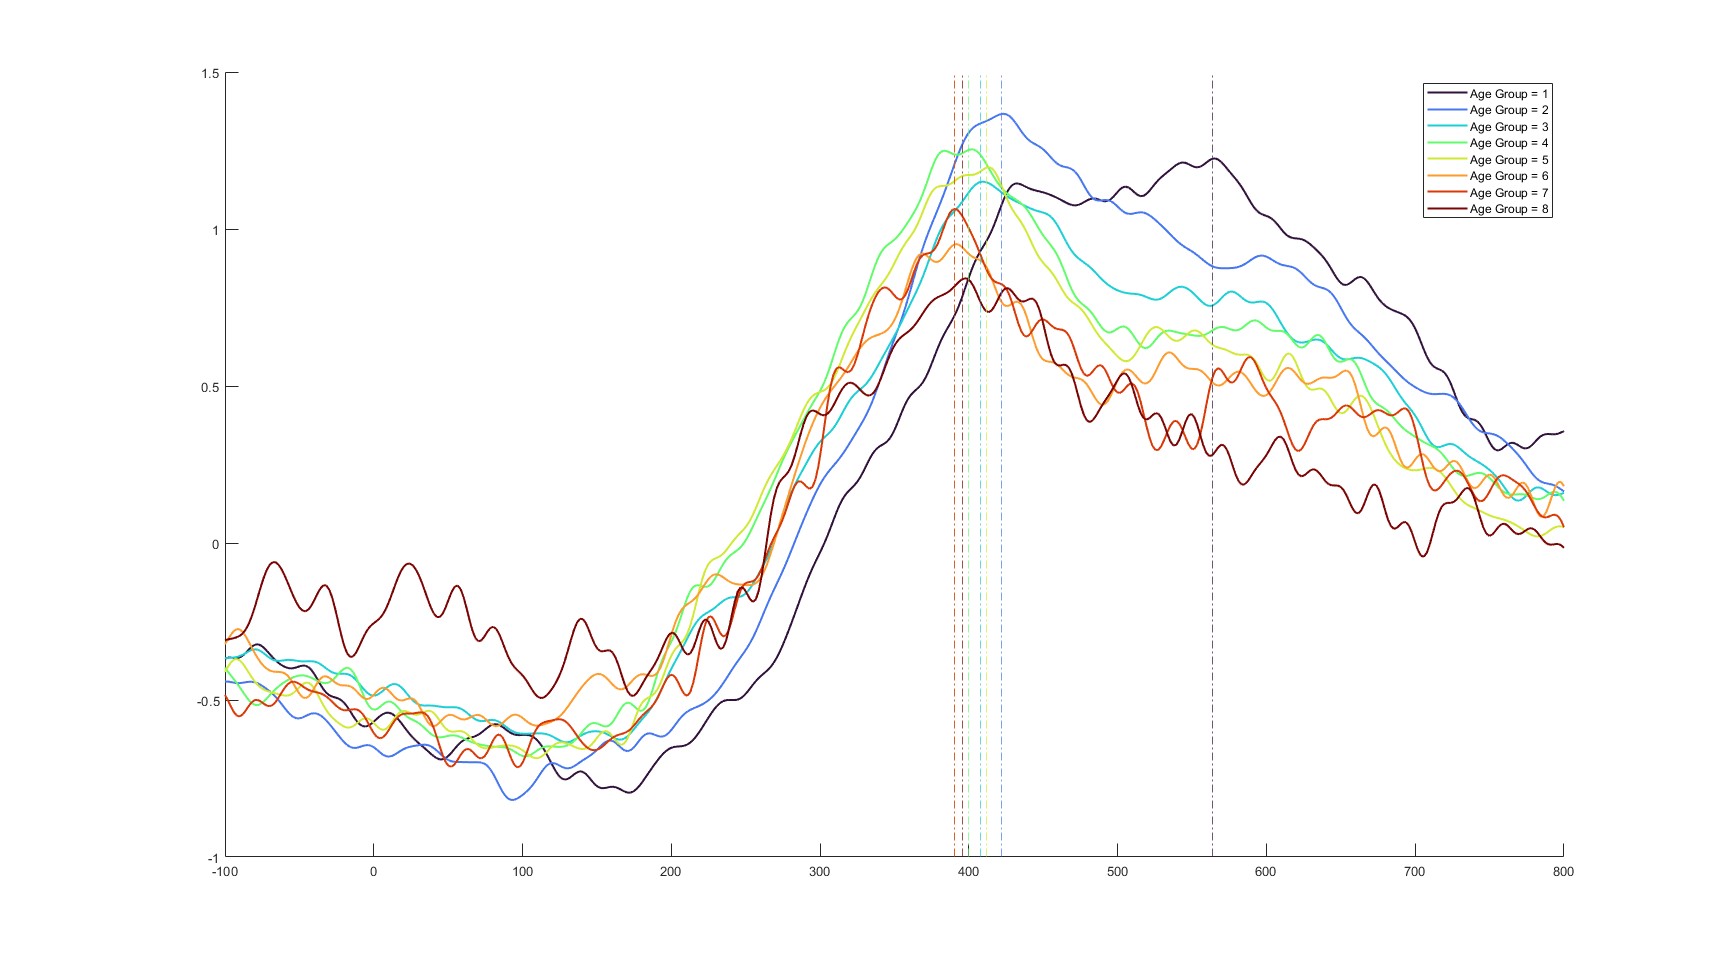 1.5
1
0.5
0
-0.5
-1
-100 0 100 200 300 400 500 600 700 800
Age Group = 1
Age Group = 2
Age Group = 3
Age Group = 4
Age Group = 5
Age Group = 6
Age Group = 7
Age Group = 8